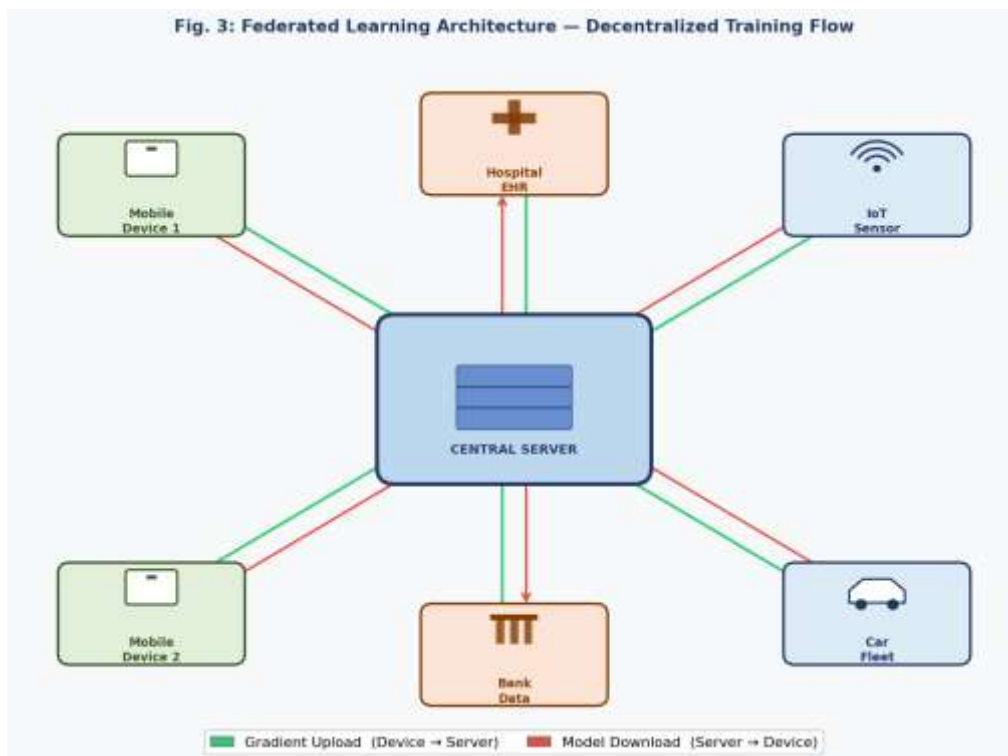 Fig. 3: Federated Learning Architecture — Decentralized Training Flow
Hospital
EHR
Mobile
Device 1
IoT
Sensor
CENTRAL SERVER
Mobile
Device 2
Car
Fleet
Bank
Data
Gradient Upload (Device → Server)
Model Download (Server → Device)